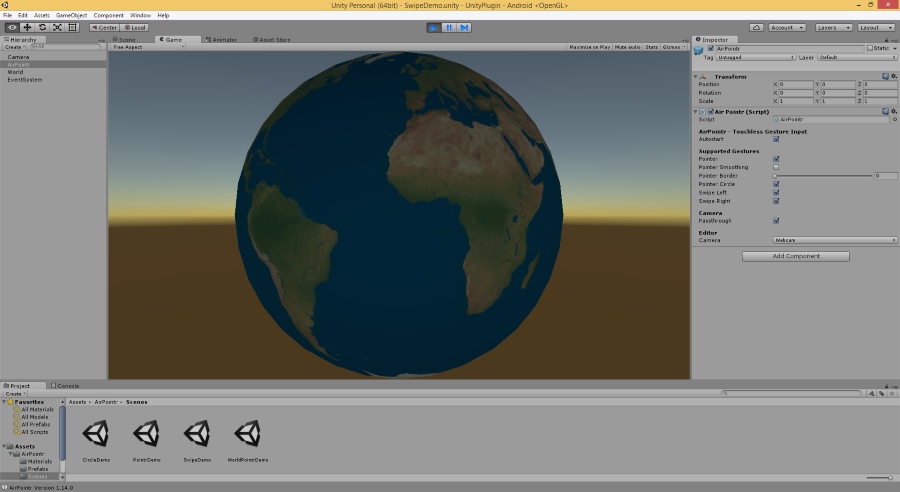 Unity Personal (64bit) - SwipeDemo.unity - UnityPlugin - Android <OpenGL>
File Edit Assets GameObject Component Window Help
Center Local Account Layers Layout
Hierarchy Scene Game Animator Asset Store Inspector
Create All Free Aspect Maximize on Play Mute audio Stats Gizmos AirPointr Static
Camera
AirPointr
World
EventSystem
Tag Untagged Layer Default
Transform
Position X 0 Y 0 Z 0
Rotation X 0 Y 0 Z 0
Scale X 1 Y 1 Z 1
Air Pointr (Script)
Script AirPointr
AirPointr - Touchless Gesture Input
Autostart
Supported Gestures
Pointer
Pointer Smoothing
Pointer Border 0
Pointer Circle
Swipe Left
Swipe Right
Camera
Passthrough
Editor
Camera Webcam
Add Component
Project Console
Create
Favorites
All Materials
All Models
All Prefabs
All Scripts
Assets
AirPointr
Materials
Prefabs
Scenes
Assets AirPointr Scenes
CircleDemo PointrDemo SwipeDemo WorldPointrDemo
AirPointr Version 1.14.0